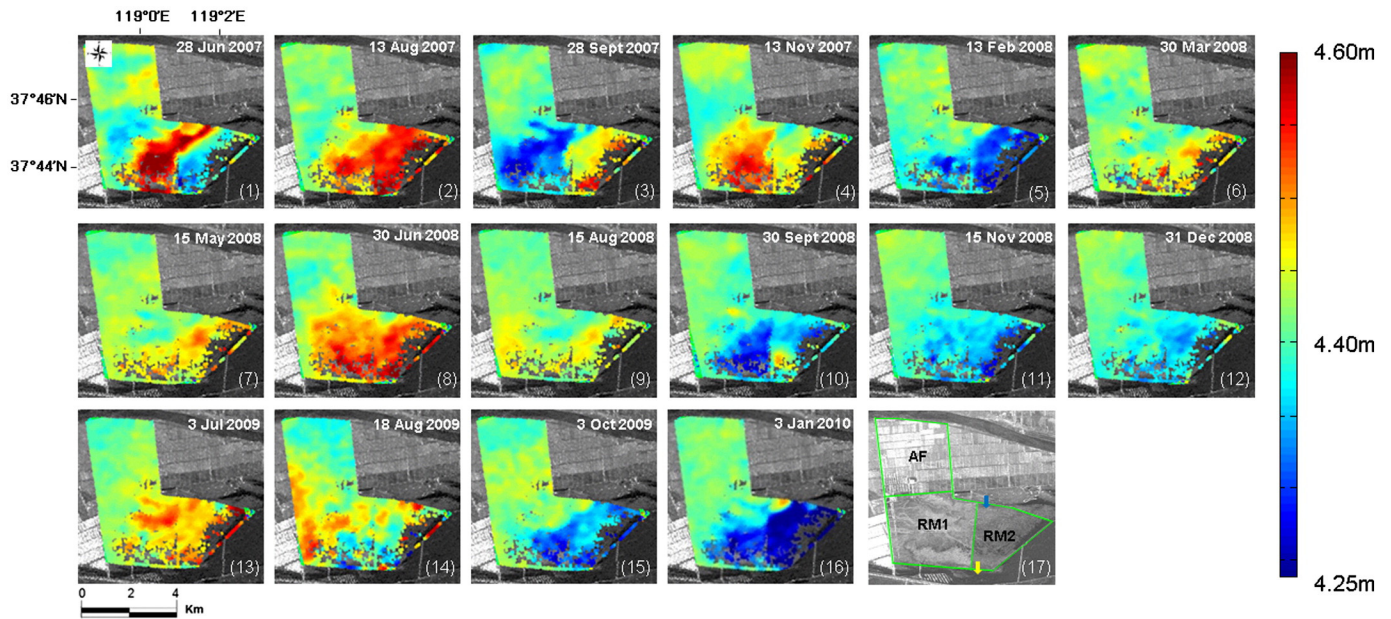 119°0′E 119°2′E
28 Jun 2007 13 Aug 2007 28 Sept 2007 13 Nov 2007 13 Feb 2008 30 Mar 2008
4.60m
37°46′N
37°44′N
(1) (2) (3) (4) (5) (6)
15 May 2008 30 Jun 2008 15 Aug 2008 30 Sept 2008 15 Nov 2008 31 Dec 2008
4.40m
(7) (8) (9) (10) (11) (12)
3 Jul 2009 18 Aug 2009 3 Oct 2009 3 Jan 2010
AF
RM1 RM2
(13) (14) (15) (16) (17)
4.25m
0 2 4
Km